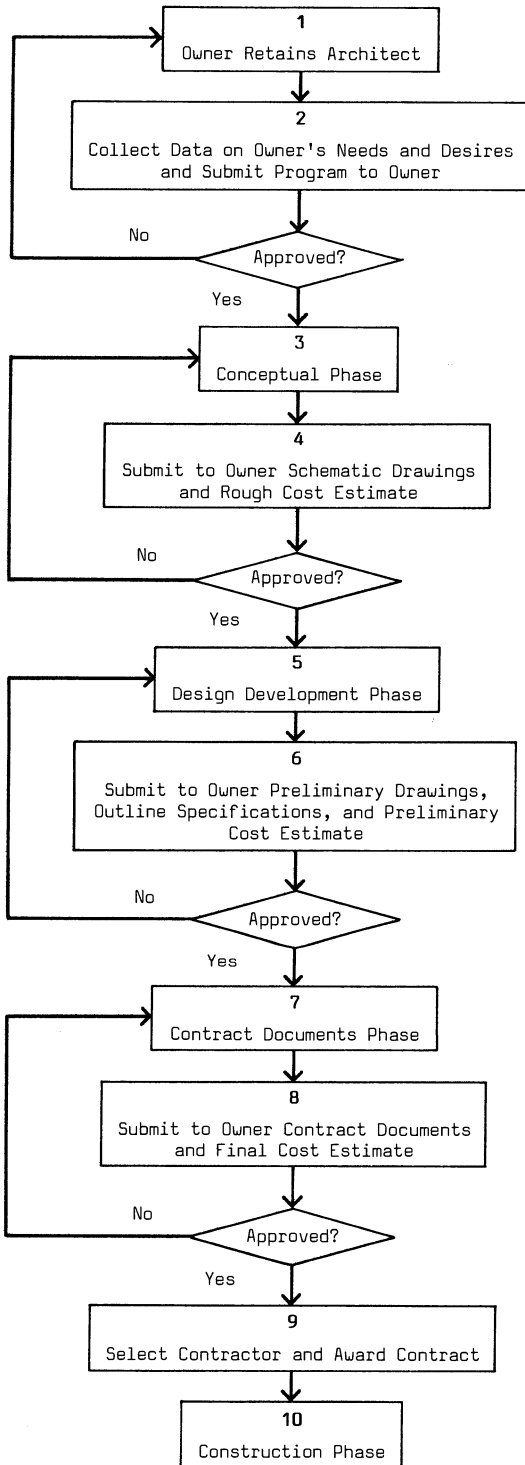 1
Owner Retains Architect
2
Collect Data on Owner's Needs and Desires
and Submit Program to Owner
No
Approved?
Yes
3
Conceptual Phase
4
Submit to Owner Schematic Drawings
and Rough Cost Estimate
No
Approved?
Yes
5
Design Development Phase
6
Submit to Owner Preliminary Drawings,
Outline Specifications, and Preliminary
Cost Estimate
No
Approved?
Yes
7
Contract Documents Phase
8
Submit to Owner Contract Documents
and Final Cost Estimate
No
Approved?
Yes
9
Select Contractor and Award Contract
10
Construction Phase